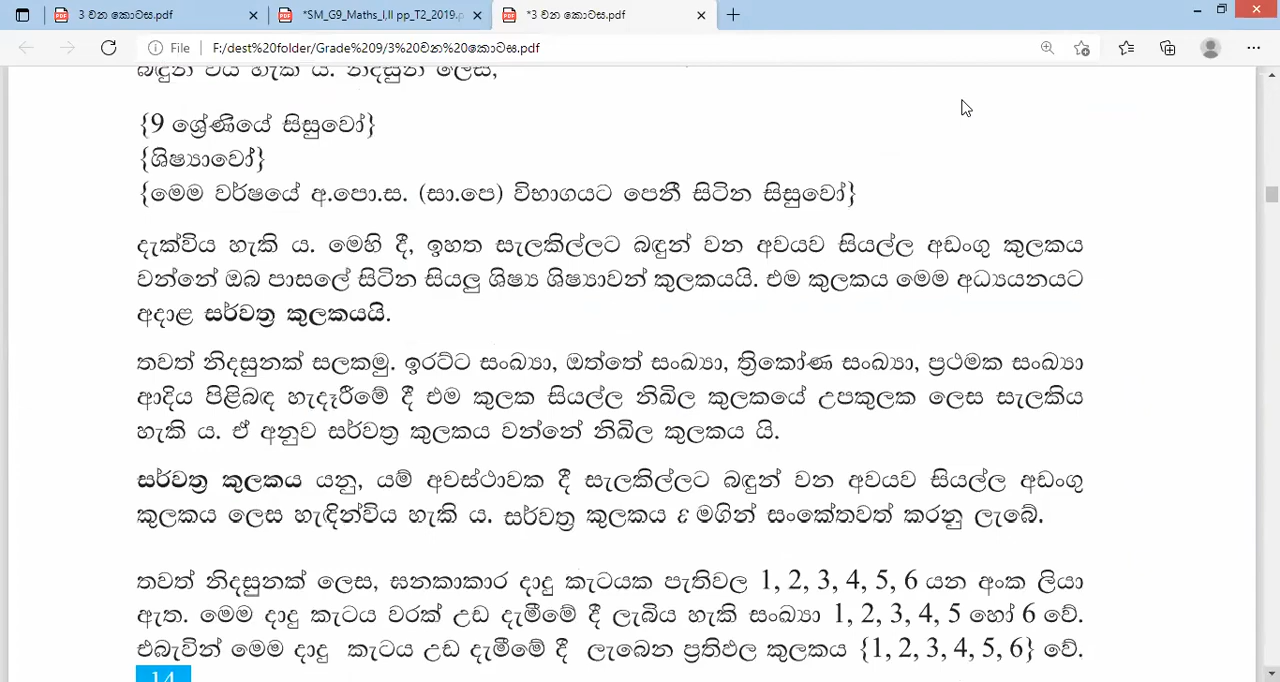 3 වන කොටස.pdf
*SM_G9_Maths_I,II pp_T2_2019.p
*3 වන කොටස.pdf
File F:/dest%20folder/Grade%209/3%20වන%20කොටස.pdf
බඳුන් විය හැකි ය. නිදසුන් ලෙස,
{9 ශ්‍රේණියේ සිසුවෝ}
{ශිෂ්‍යාවෝ}
{මෙම වර්ෂයේ අ.පො.ස. (සා.පෙ) විභාගයට පෙනී සිටින සිසුවෝ}
දැක්විය හැකි ය. මෙහි දී, ඉහත සැලකිල්ලට බඳුන් වන අවයව සියල්ල අඩංගු කුලකය
වන්නේ ඔබ පාසලේ සිටින සියලු ශිෂ්‍ය ශිෂ්‍යාවන් කුලකයයි. එම කුලකය මෙම අධ්‍යයනයට
අදාළ සර්වත්‍ර කුලකයයි.
තවත් නිදසුනක් සලකමු. ඉරට්ට සංඛ්‍යා, ඔත්තේ සංඛ්‍යා, ත්‍රිකෝණ සංඛ්‍යා, ප්‍රථමක සංඛ්‍යා
ආදිය පිළිබඳ හැදෑරීමේ දී එම කුලක සියල්ල නිඛිල කුලකයේ උපකුලක ලෙස සැලකිය
හැකි ය. ඒ අනුව සර්වත්‍ර කුලකය වන්නේ නිඛිල කුලකය යි.
සර්වත්‍ර කුලකය යනු, යම් අවස්ථාවක දී සැලකිල්ලට බඳුන් වන අවයව සියල්ල අඩංගු
කුලකය ලෙස හැඳින්විය හැකි ය. සර්වත්‍ර කුලකය ε මගින් සංකේතවත් කරනු ලැබේ.
තවත් නිදසුනක් ලෙස, ඝනකාකාර දාදු කැටයක පැතිවල 1, 2, 3, 4, 5, 6 යන අංක ලියා
ඇත. මෙම දාදු කැටය වරක් උඩ දැමීමේ දී ලැබිය හැකි සංඛ්‍යා 1, 2, 3, 4, 5 හෝ 6 වේ.
එබැවින් මෙම දාදු කැටය උඩ දැමීමේ දී ලැබෙන ප්‍රතිඵල කුලකය {1, 2, 3, 4, 5, 6} වේ.
14